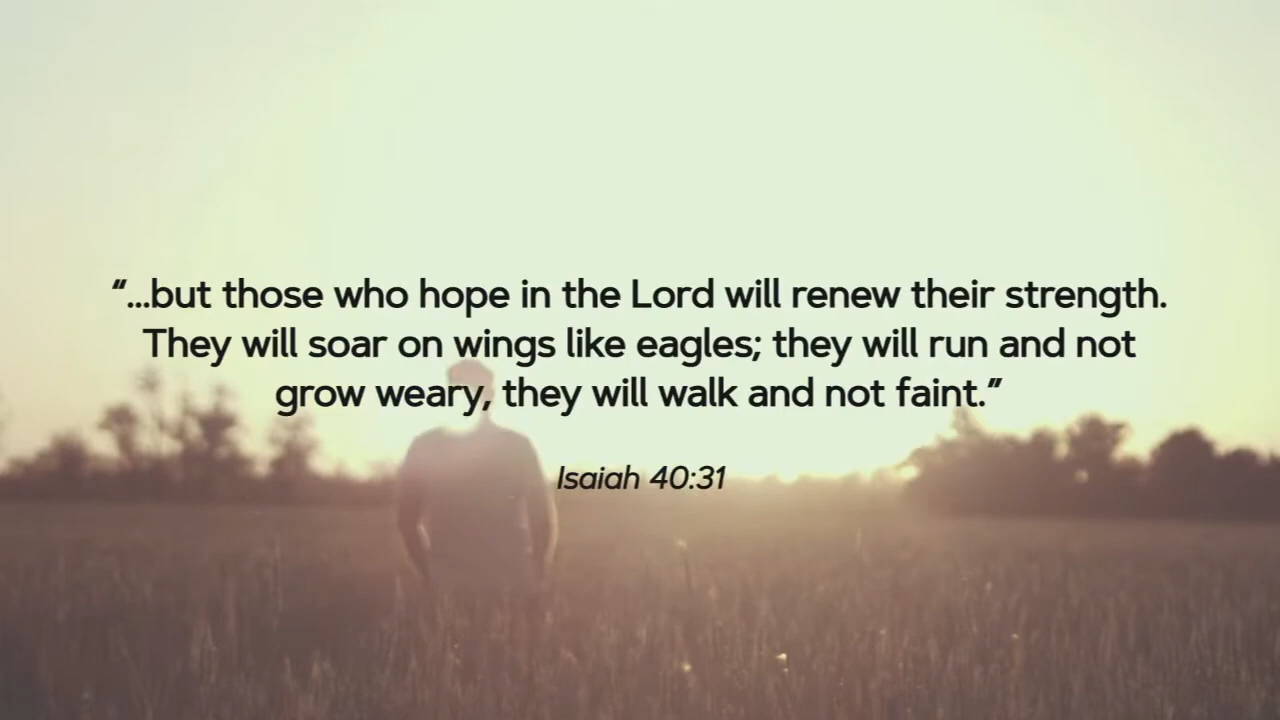 “...but those who hope in the Lord will renew their strength.
They will soar on wings like eagles; they will run and not
grow weary, they will walk and not faint.”
Isaiah 40:31